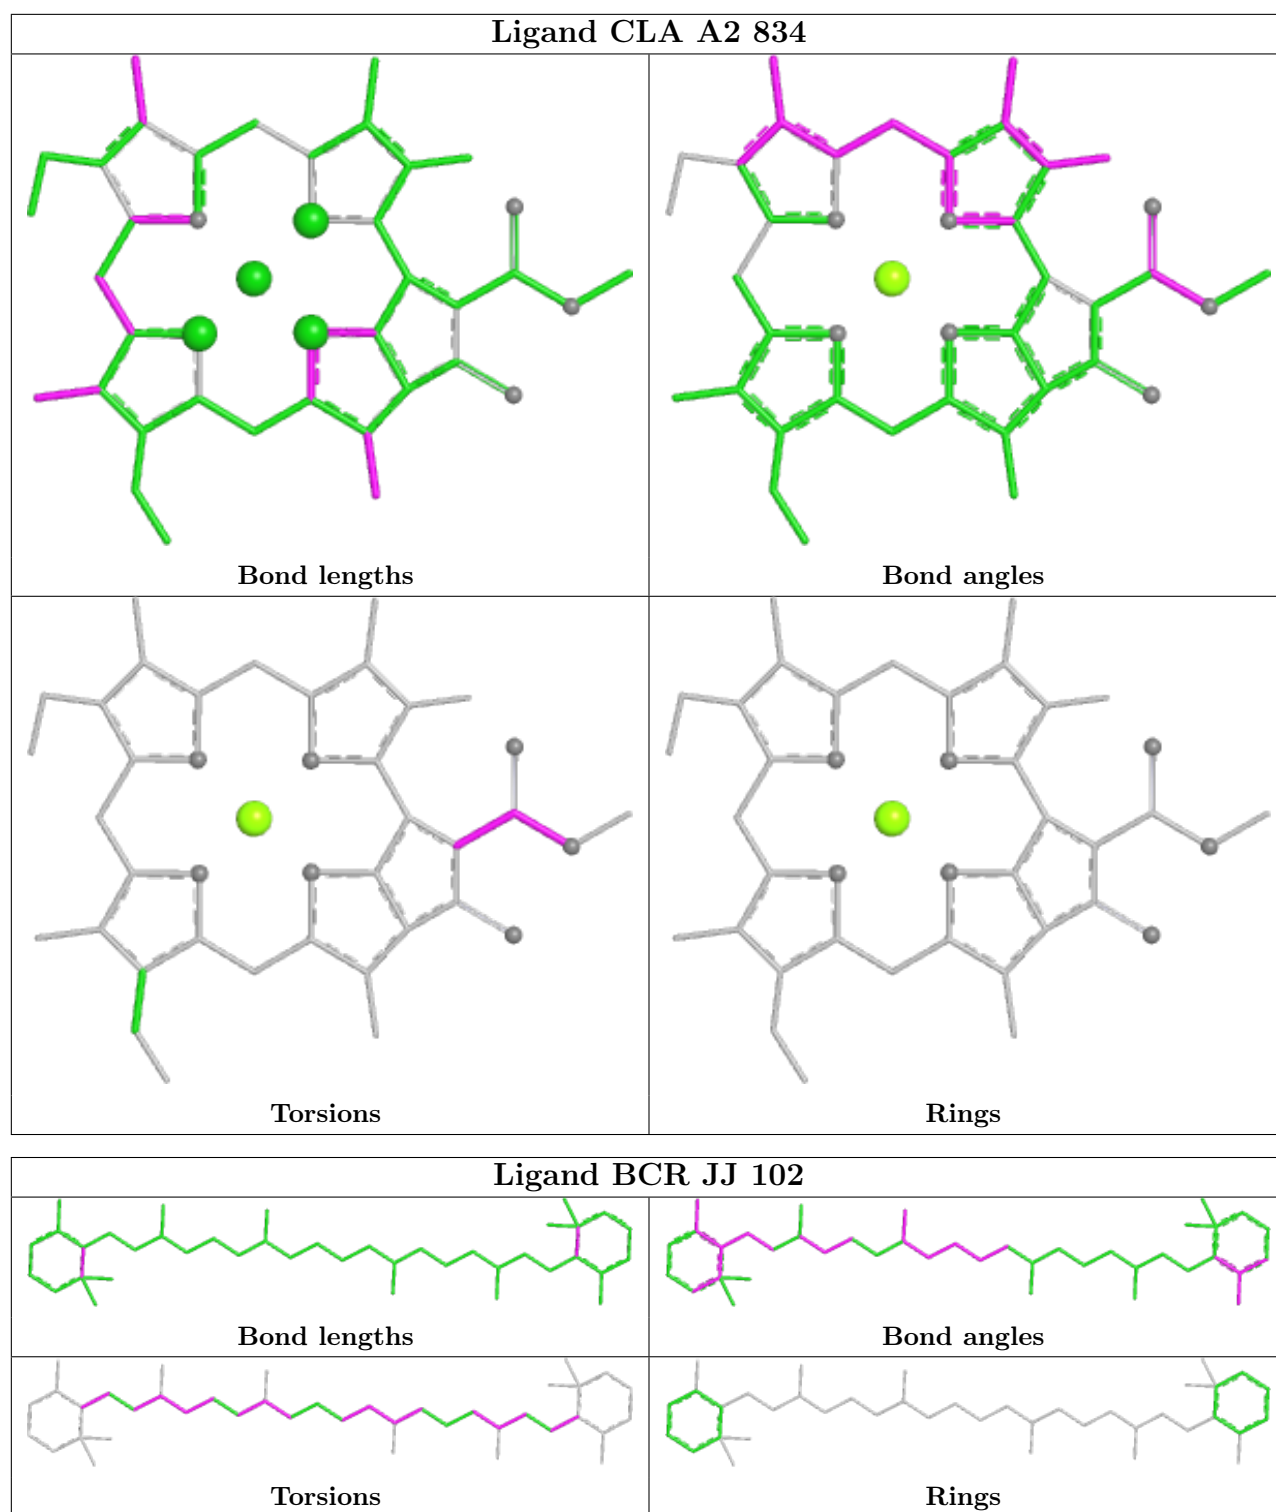 Ligand CLA A2 834
Bond lengths
Bond angles
Torsions
Rings
Ligand BCR JJ 102
Bond lengths
Bond angles
Torsions
Rings